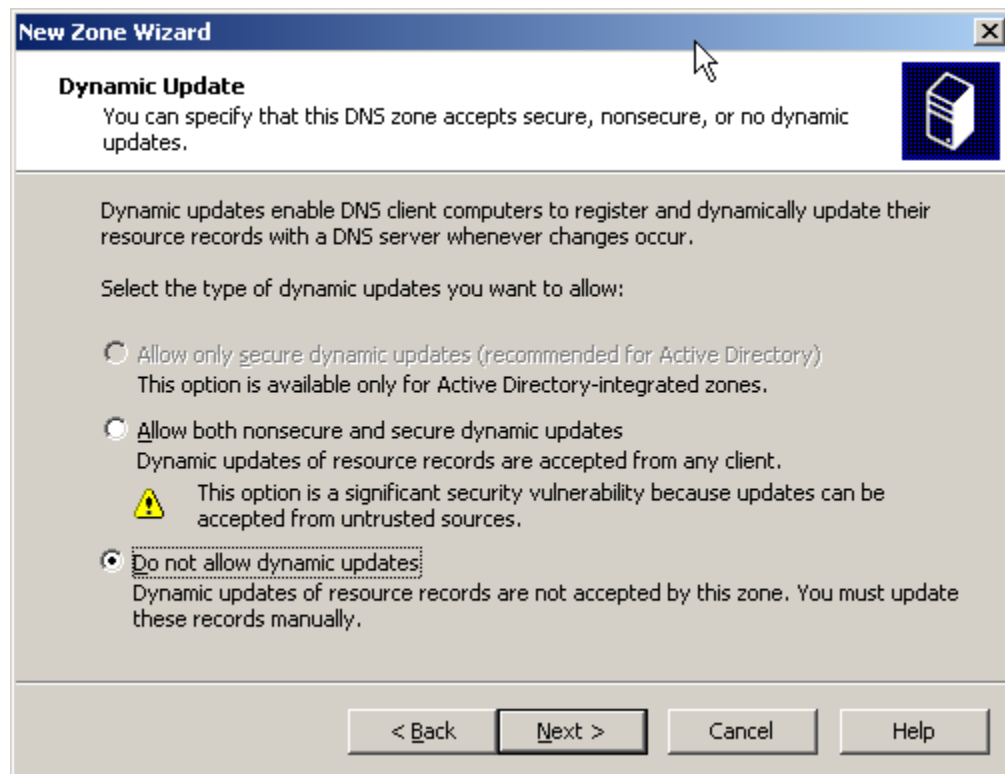 New Zone Wizard
Dynamic Update
You can specify that this DNS zone accepts secure, nonsecure, or no dynamic
updates.
Dynamic updates enable DNS client computers to register and dynamically update their
resource records with a DNS server whenever changes occur.
Select the type of dynamic updates you want to allow:
Allow only secure dynamic updates (recommended for Active Directory)
This option is available only for Active Directory-integrated zones.
Allow both nonsecure and secure dynamic updates
Dynamic updates of resource records are accepted from any client.
This option is a significant security vulnerability because updates can be
accepted from untrusted sources.
Do not allow dynamic updates
Dynamic updates of resource records are not accepted by this zone. You must update
these records manually.
< Back Next > Cancel Help